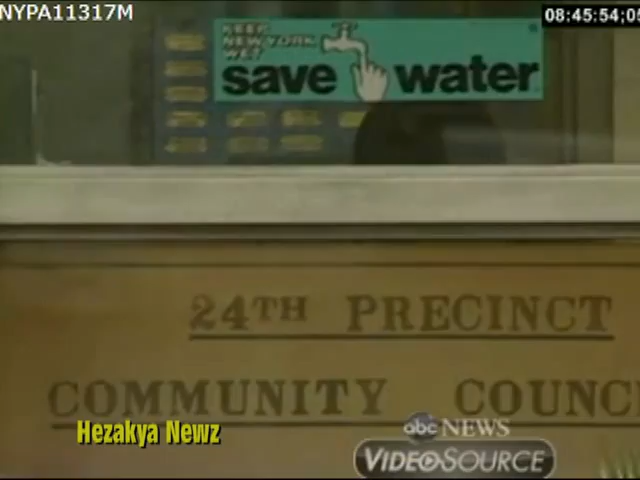 NYPA11317M
08:45:54:05
KEEP
NEW YORK
WET
save water
24TH PRECINCT
COMMUNITY COUNC
Hezakya Newz
abc NEWS
VIDEOSOURCE